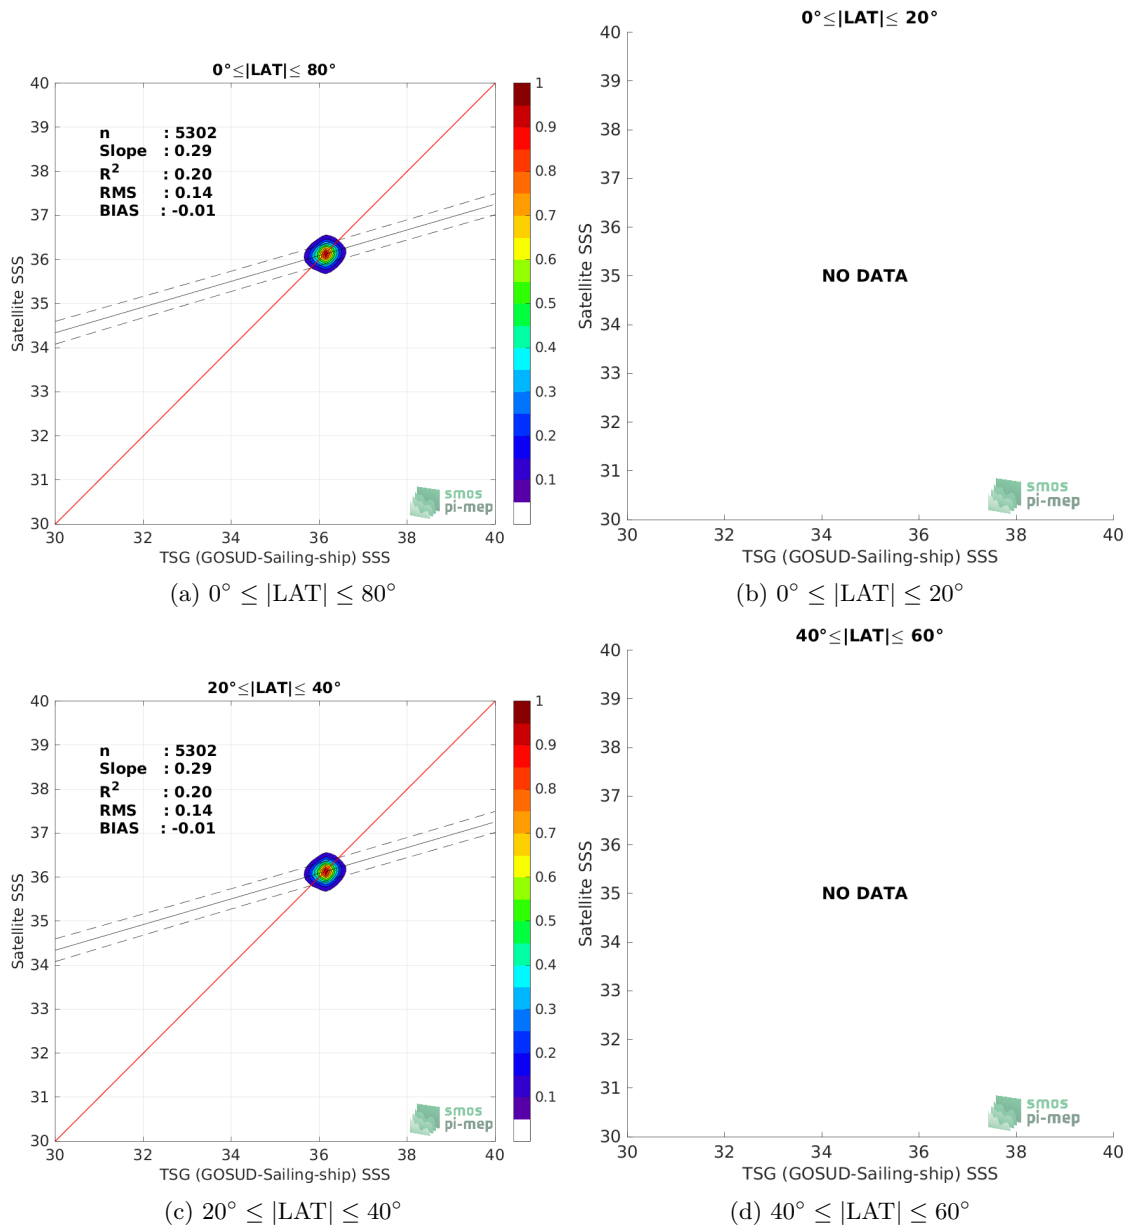 0°≤|LAT|≤ 80°
40
39
38
37
36
35
34
33
32
31
30
Satellite SSS
n : 5302
Slope : 0.29
R2 : 0.20
RMS : 0.14
BIAS : -0.01
smos
pi-mep
30 32 34 36 38 40
TSG (GOSUD-Sailing-ship) SSS
1
0.9
0.8
0.7
0.6
0.5
0.4
0.3
0.2
0.1
(a) 0° ≤ |LAT| ≤ 80°
0°≤|LAT|≤ 20°
40
39
38
37
36
35
34
33
32
31
30
Satellite SSS
NO DATA
smos
pi-mep
30 32 34 36 38 40
TSG (GOSUD-Sailing-ship) SSS
(b) 0° ≤ |LAT| ≤ 20°
20°≤|LAT|≤ 40°
40
39
38
37
36
35
34
33
32
31
30
Satellite SSS
n : 5302
Slope : 0.29
R2 : 0.20
RMS : 0.14
BIAS : -0.01
smos
pi-mep
30 32 34 36 38 40
TSG (GOSUD-Sailing-ship) SSS
1
0.9
0.8
0.7
0.6
0.5
0.4
0.3
0.2
0.1
(c) 20° ≤ |LAT| ≤ 40°
40°≤|LAT|≤ 60°
40
39
38
37
36
35
34
33
32
31
30
Satellite SSS
NO DATA
smos
pi-mep
30 32 34 36 38 40
TSG (GOSUD-Sailing-ship) SSS
(d) 40° ≤ |LAT| ≤ 60°